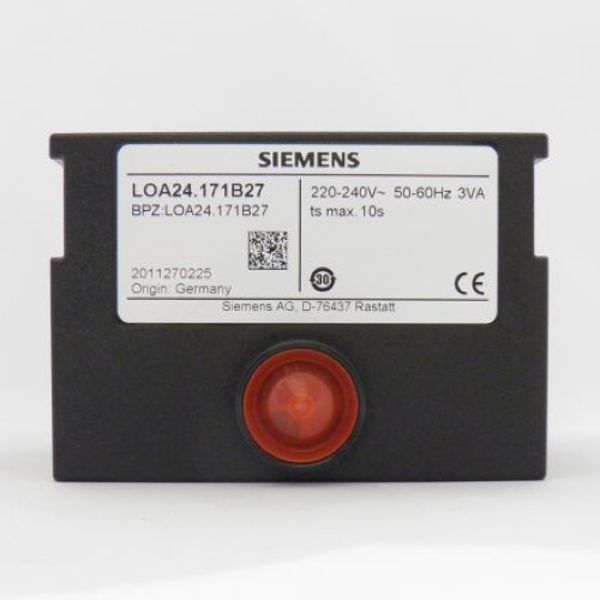 SIEMENS
LOA24.171B27
BPZ:LOA24.171B27
2011270225
Origin: Germany
220-240V~ 50-60Hz 3VA
ts max. 10s
30
CE
Siemens AG, D-76437 Rastatt